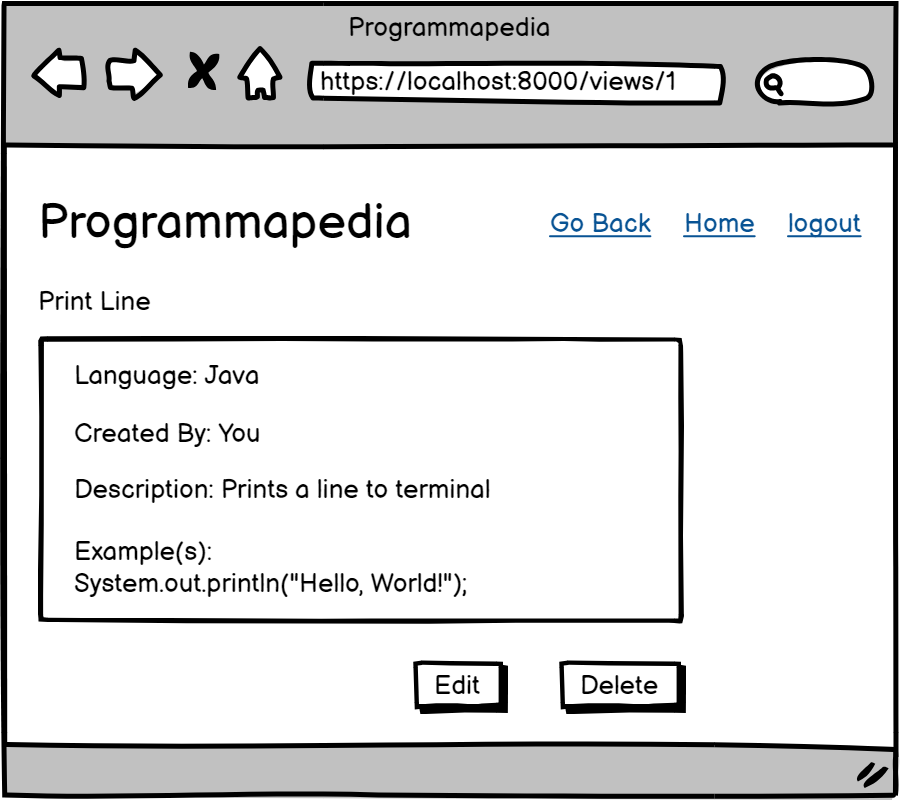 Programmapedia
https://localhost:8000/views/1
Programmapedia
Go Back Home logout
Print Line
Language: Java
Created By: You
Description: Prints a line to terminal
Example(s):
System.out.println("Hello, World!");
Edit Delete